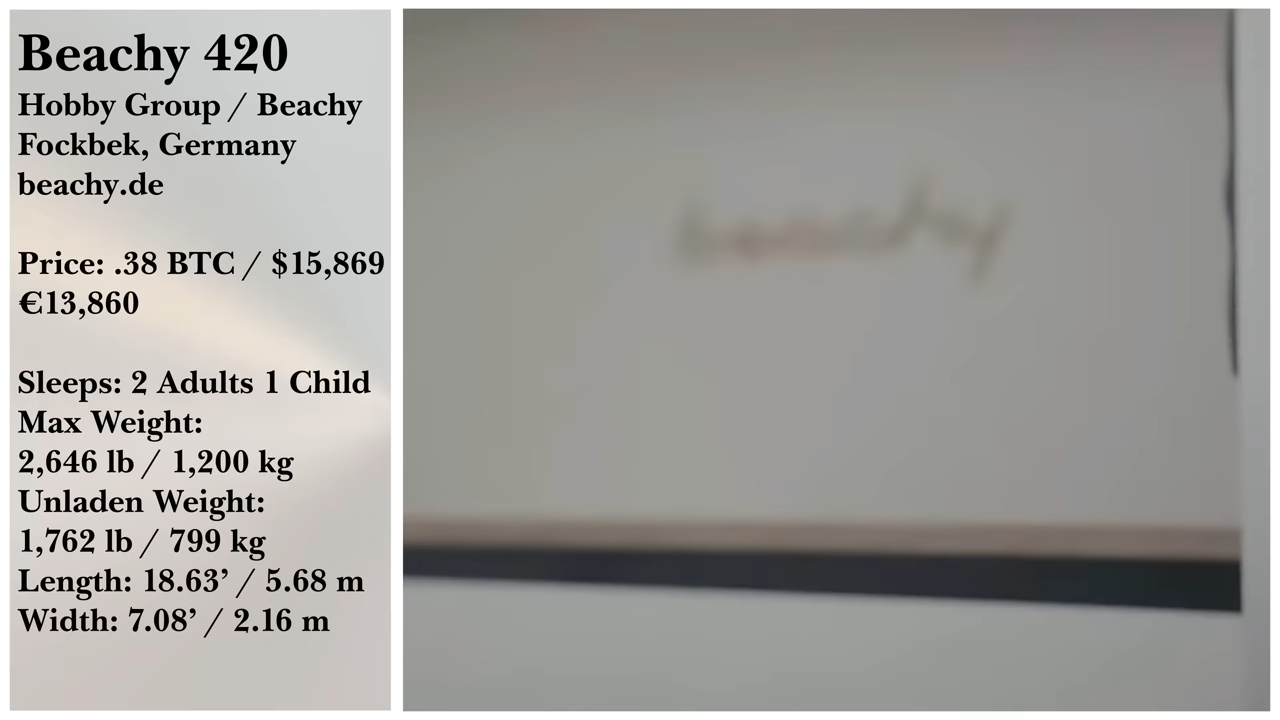 Beachy 420
Hobby Group / Beachy
Fockbek, Germany
beachy.de
Price: .38 BTC / $15,869
€13,860
Sleeps: 2 Adults 1 Child
Max Weight:
2,646 lb / 1,200 kg
Unladen Weight:
1,762 lb / 799 kg
Length: 18.63’ / 5.68 m
Width: 7.08’ / 2.16 m
beachy